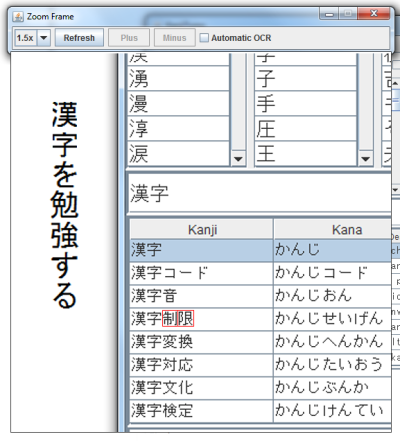 Zoom Frame
1.5x
Refresh
Plus
Minus
Automatic OCR
漢字を勉強する
湧
漫
淳
涙
子
手
圧
王
漢字
Kanji
Kana
漢字
かんじ
漢字コード
かんじコード
漢字音
かんじおん
漢字制限
かんじせいげん
漢字変換
かんじへんかん
漢字対応
かんじたいおう
漢字文化
かんじぶんか
漢字検定
かんじけんてい